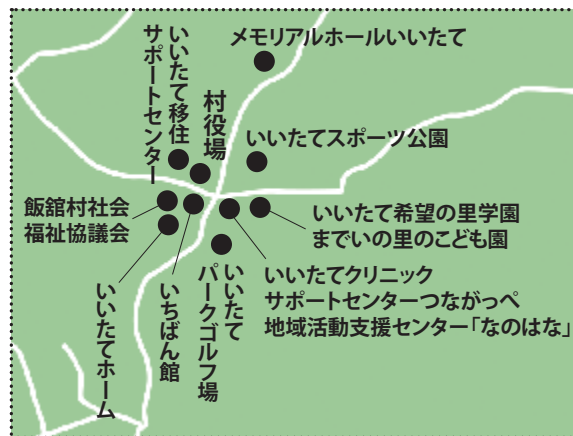 メモリアルホールいいたて
いいたて移住
サポートセンター
村役場
いいたてスポーツ公園
飯舘村社会
福祉協議会
いいたて希望の里学園
までいの里のこども園
いいたてクリニック
サポートセンターつながっぺ
地域活動支援センター「なのはな」
いいたて
パークゴルフ場
いちばん館
いいたてホーム